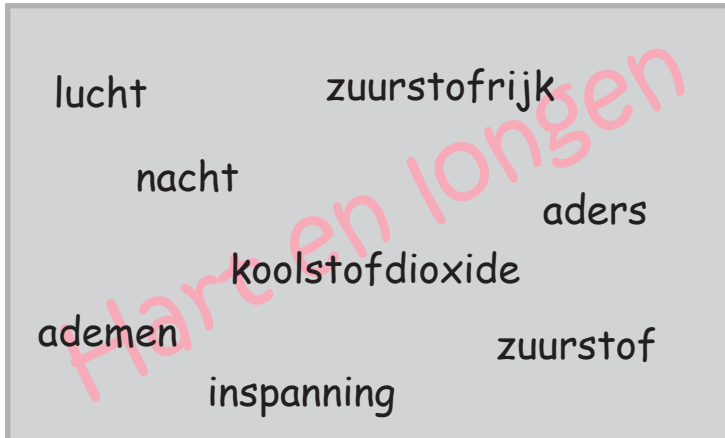 lucht
zuurstofrijk
nacht
aders
koolstofdioxide
ademen
zuurstof
inspanning
Hart en longen